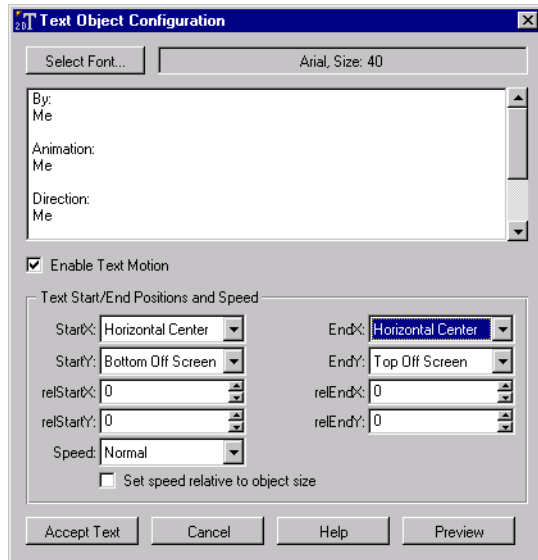 2D T Text Object Configuration
Select Font... Arial, Size: 40
By:
Me
Animation:
Me
Direction:
Me
Enable Text Motion
Text Start/End Positions and Speed
StartX: Horizontal Center EndX: Horizontal Center
StartY: Bottom Off Screen EndY: Top Off Screen
relStartX: 0 relEndX: 0
relStartY: 0 relEndY: 0
Speed: Normal
Set speed relative to object size
Accept Text Cancel Help Preview